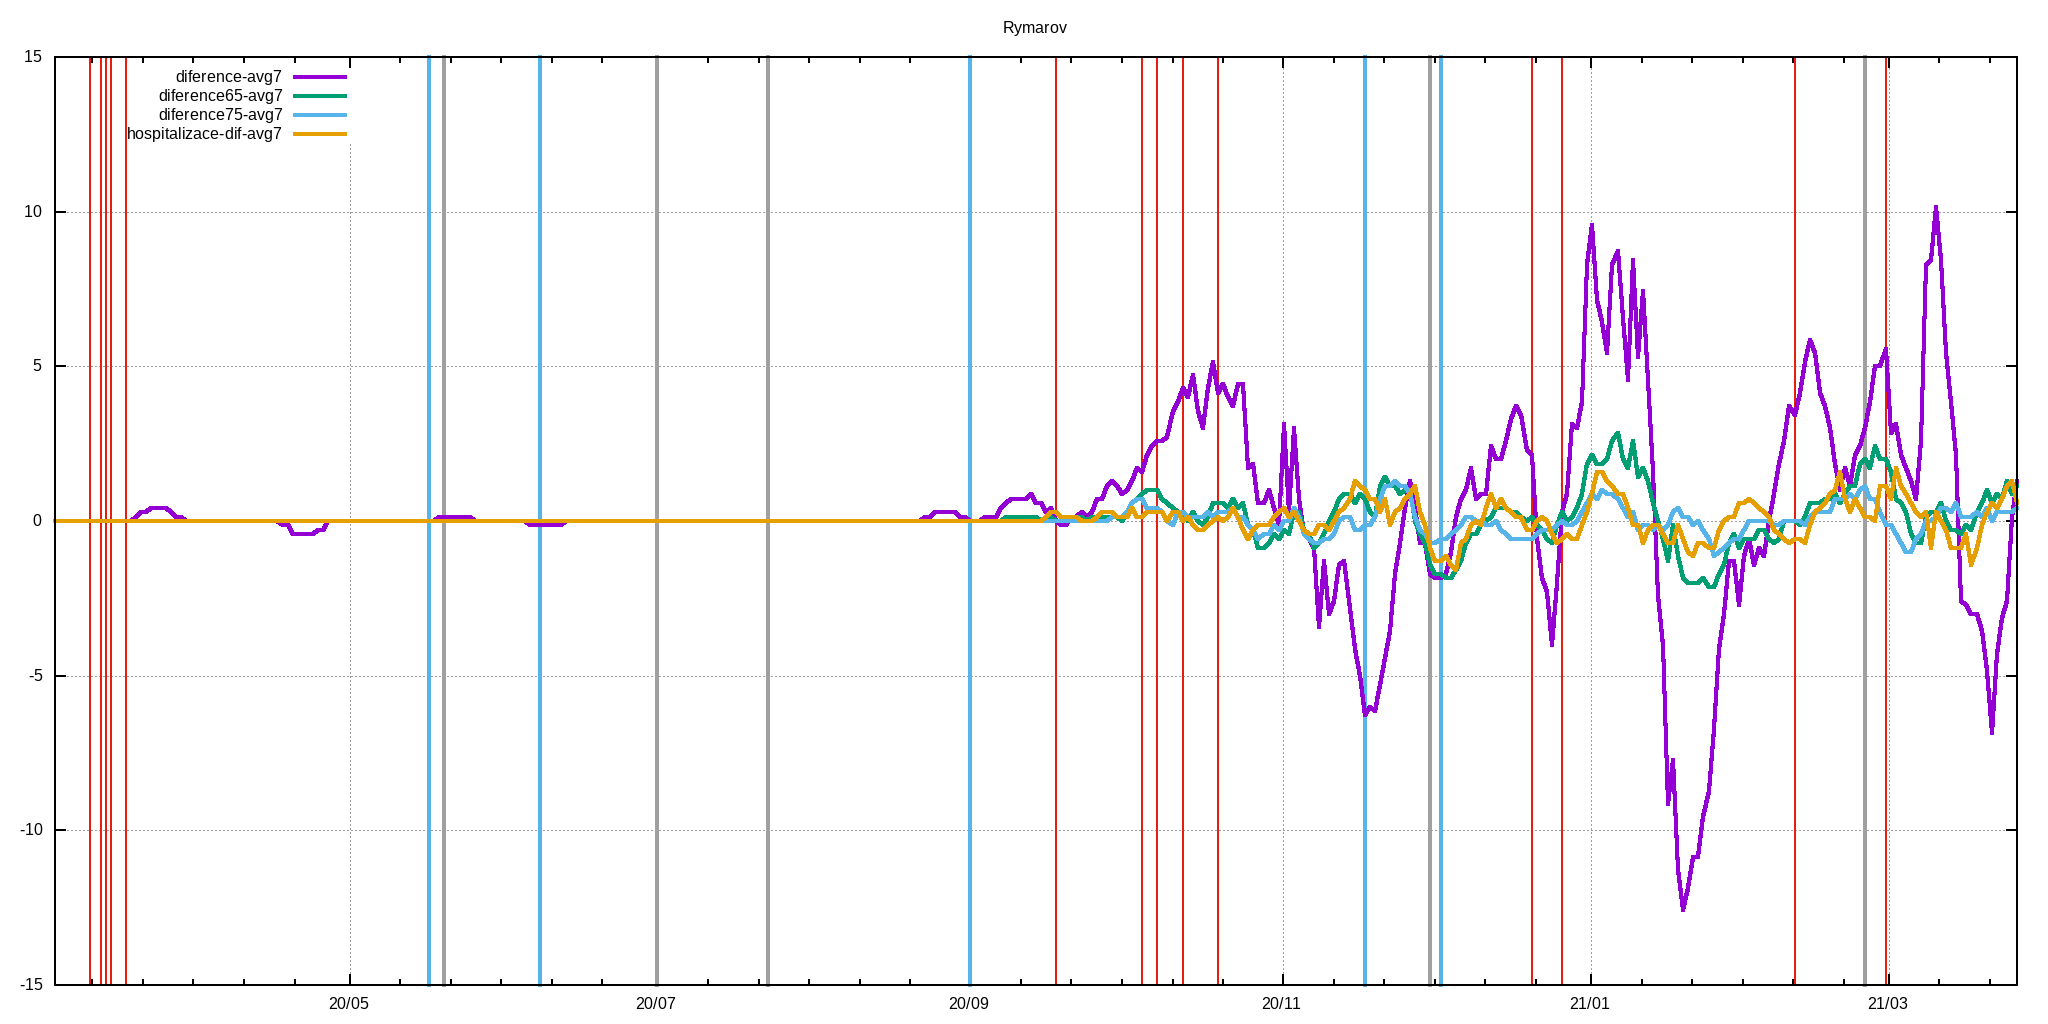 Rymarov
15
diference-avg7
diference65-avg7
diference75-avg7
hospitalizace-dif-avg7
10
5
0
-5
-10
-15
20/05 20/07 20/09 20/11 21/01 21/03